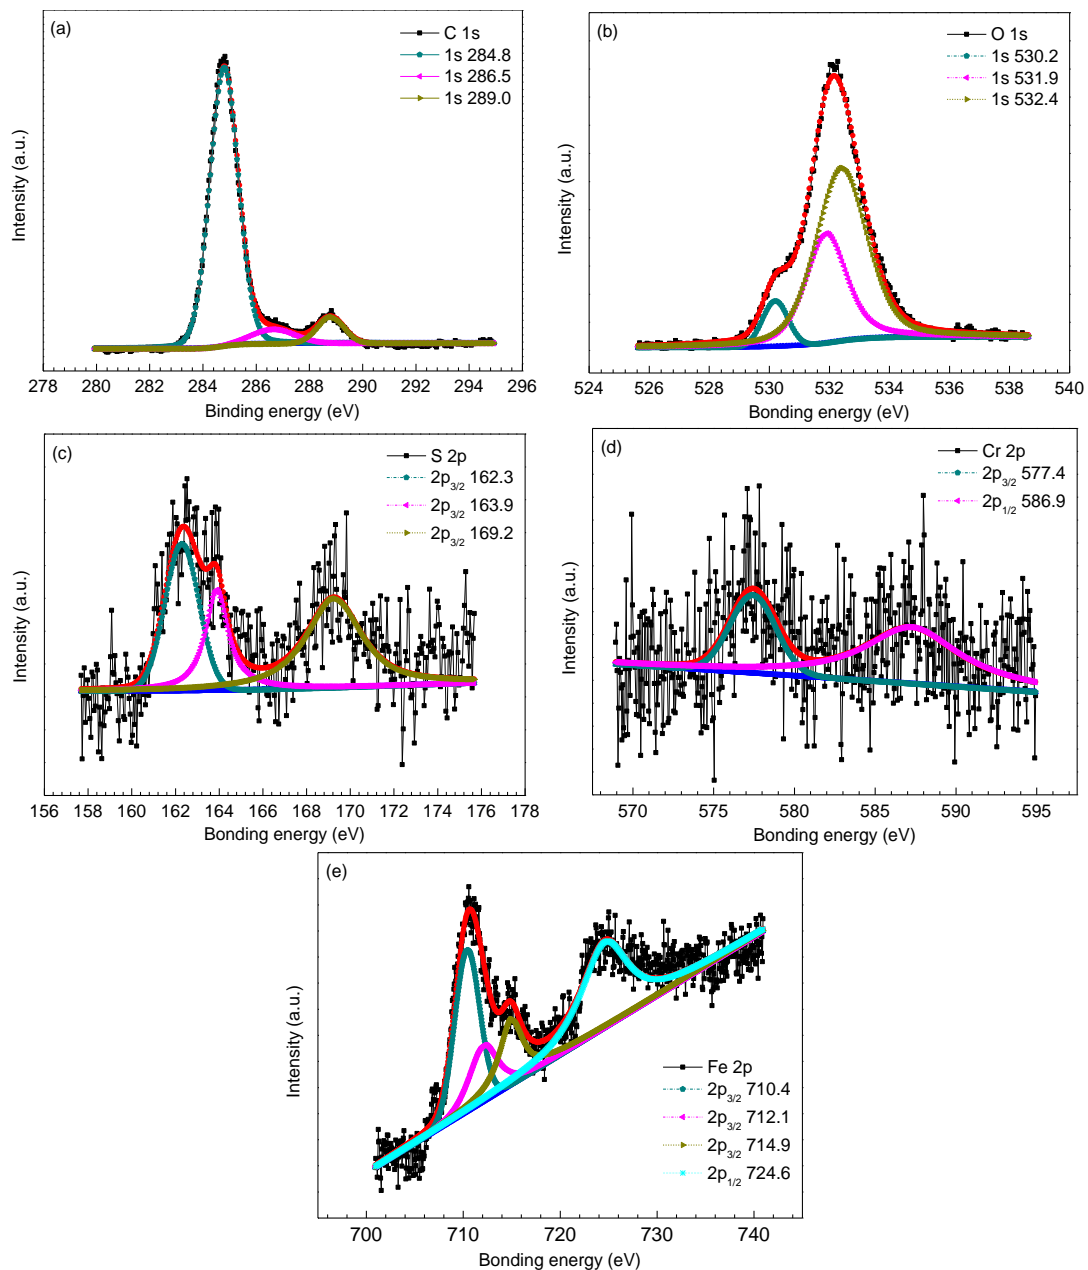 (a)
C 1s
1s 284.8
1s 286.5
1s 289.0
Intensity (a.u.)
278 280 282 284 286 288 290 292 294 296
Binding energy (eV)
(b)
O 1s
1s 530.2
1s 531.9
1s 532.4
Intensity (a.u.)
524 526 528 530 532 534 536 538 540
Bonding energy (eV)
(c)
S 2p
2p3/2 162.3
2p3/2 163.9
2p3/2 169.2
Intensity (a.u.)
156 158 160 162 164 166 168 170 172 174 176 178
Bonding energy (eV)
(d)
Cr 2p
2p3/2 577.4
2p1/2 586.9
Intensity (a.u.)
570 575 580 585 590 595
Bonding energy (eV)
(e)
Fe 2p
2p3/2 710.4
2p3/2 712.1
2p3/2 714.9
2p1/2 724.6
Intensity (a.u.)
700 710 720 730 740
Bonding energy (eV)